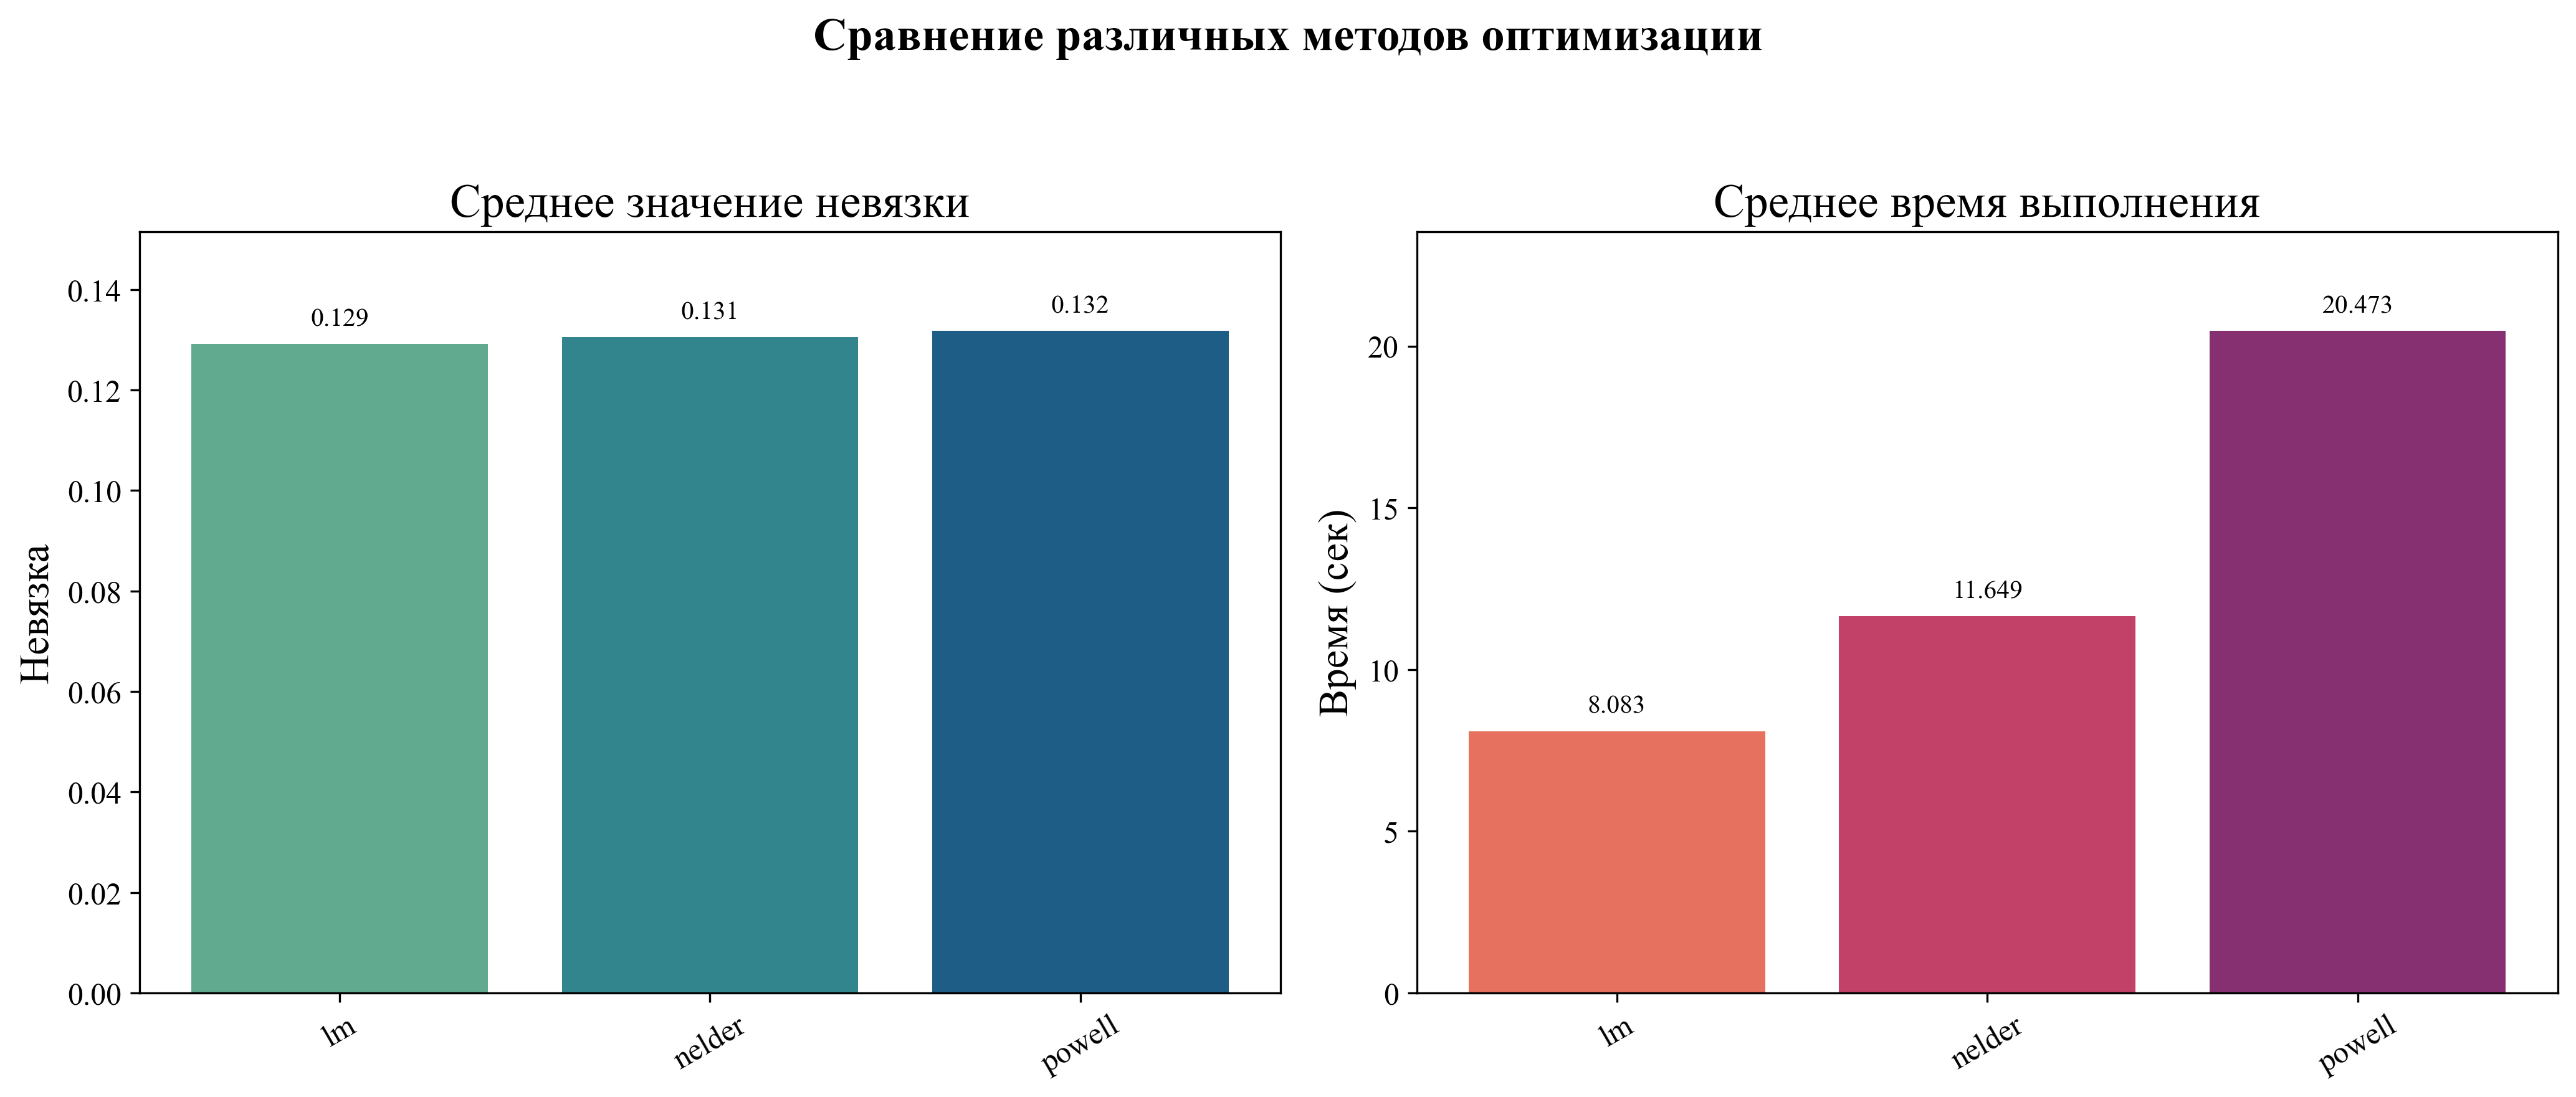 Сравнение различных методов оптимизации
Среднее значение невязки
Невязка
0.14
0.12
0.10
0.08
0.06
0.04
0.02
0.00
0.129
0.131
0.132
lm
nelder
powell
Среднее время выполнения
Время (сек)
20
15
10
5
0
8.083
11.649
20.473
lm
nelder
powell